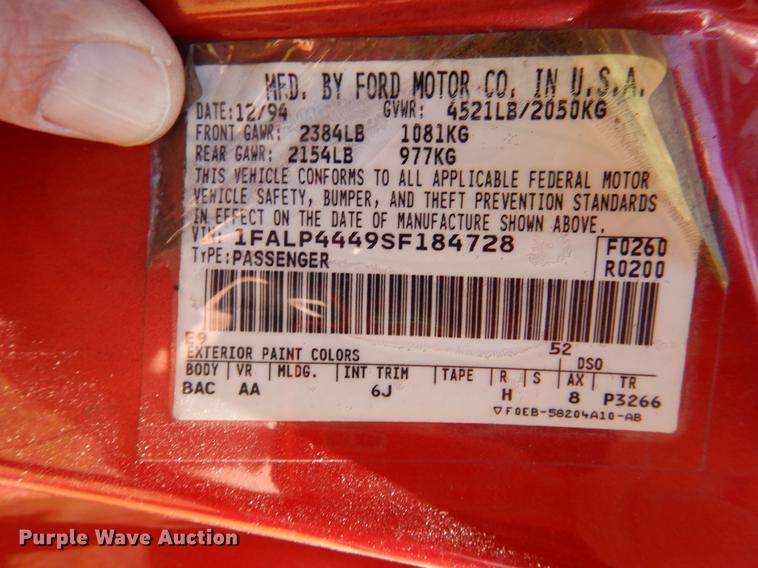 MFD. BY FORD MOTOR CO. IN U.S.A.
DATE:12/94 GVWR: 4521LB/2050KG
FRONT GAWR: 2384LB 1081KG
REAR GAWR: 2154LB 977KG
THIS VEHICLE CONFORMS TO ALL APPLICABLE FEDERAL MOTOR
VEHICLE SAFETY, BUMPER, AND THEFT PREVENTION STANDARDS
IN EFFECT ON THE DATE OF MANUFACTURE SHOWN ABOVE.
VIN: 1FALP4449SF184728 F0260
TYPE:PASSENGER R0200
E9 52
EXTERIOR PAINT COLORS DSO
BODY VR MLDG. INT TRIM TAPE R S AX TR
BAC AA 6J H 8 P3266
▽F0EB-58204A10-AB
Purple Wave Auction